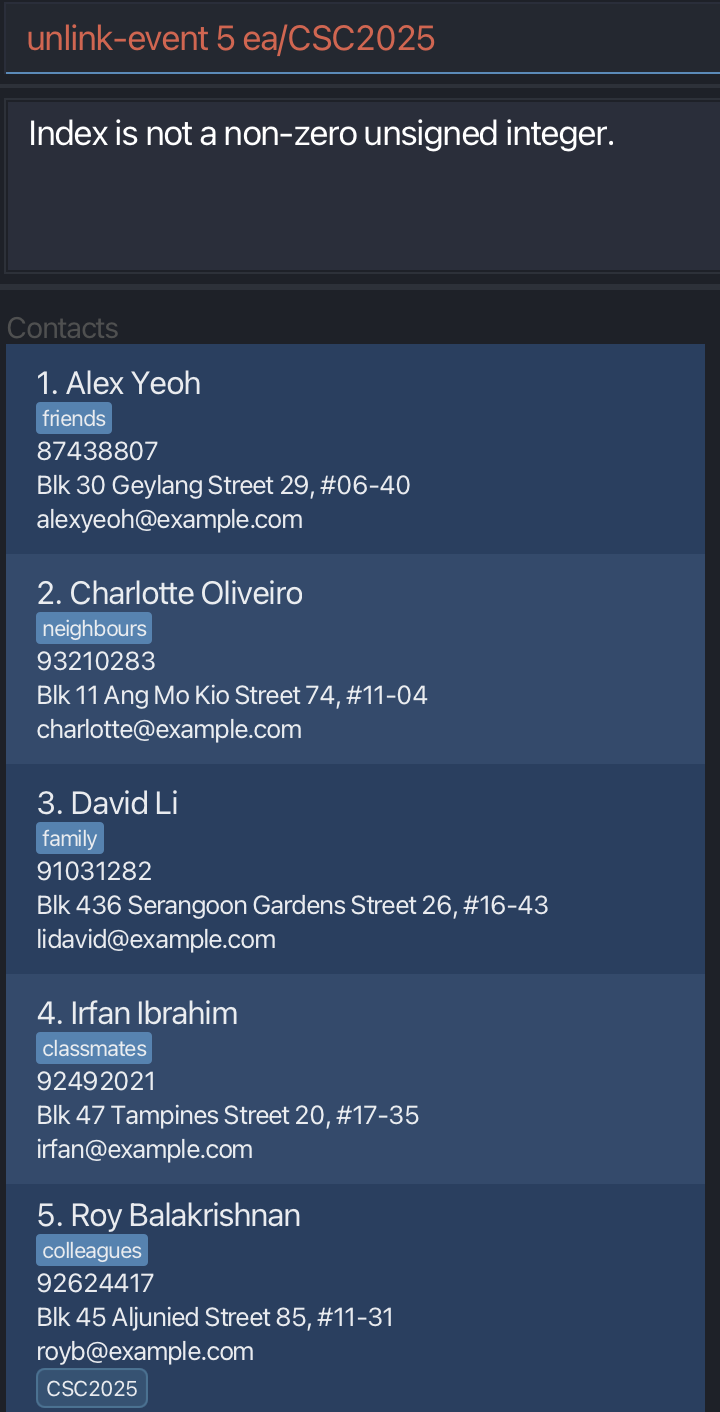 unlink-event 5 ea/CSC2025
Index is not a non-zero unsigned integer.
Contacts
1. Alex Yeoh
friends
87438807
Blk 30 Geylang Street 29, #06-40
alexyeoh@example.com
2. Charlotte Oliveiro
neighbours
93210283
Blk 11 Ang Mo Kio Street 74, #11-04
charlotte@example.com
3. David Li
family
91031282
Blk 436 Serangoon Gardens Street 26, #16-43
lidavid@example.com
4. Irfan Ibrahim
classmates
92492021
Blk 47 Tampines Street 20, #17-35
irfan@example.com
5. Roy Balakrishnan
colleagues
92624417
Blk 45 Aljunied Street 85, #11-31
royb@example.com
CSC2025